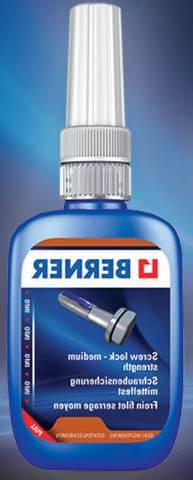 BERNER
Screw lock - medium
strength
Schraubensicherung
mittelfest
Frein filet serrage moyen